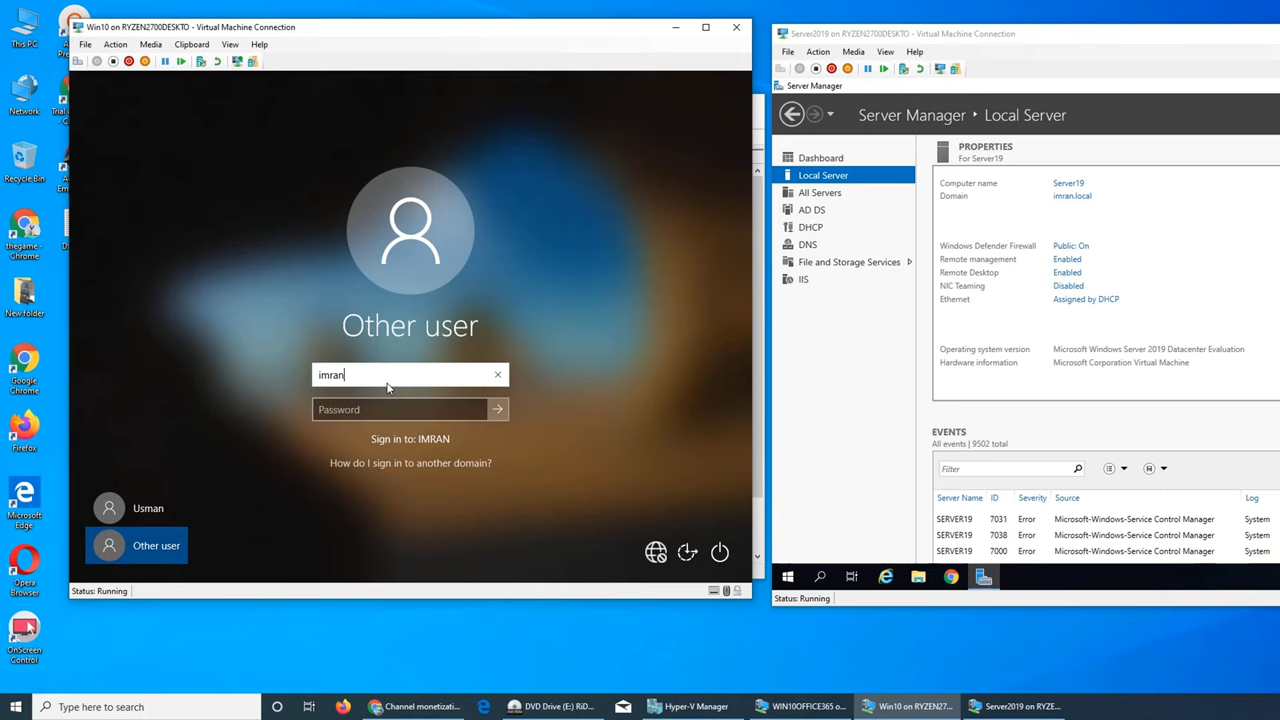 This PC
Network
Recycle Bin
thegame - Chrome
New folder
Google Chrome
Firefox
Microsoft Edge
Opera Browser
OnScreen Control
Win10 on RYZEN2700DESKTO - Virtual Machine Connection
File Action Media Clipboard View Help
Other user
imran
Password
Sign in to: IMRAN
How do I sign in to another domain?
Usman
Other user
Status: Running
Server2019 on RYZEN2700DESKTO - Virtual Machine Connection
File Action Media View Help
Server Manager
Server Manager • Local Server
Dashboard
Local Server
All Servers
AD DS
DHCP
DNS
File and Storage Services
IIS
PROPERTIES
For Server19
Computer name Server19
Domain imran.local
Windows Defender Firewall Public: On
Remote management Enabled
Remote Desktop Enabled
NIC Teaming Disabled
Ethernet Assigned by DHCP
Operating system version Microsoft Windows Server 2019 Datacenter Evaluation
Hardware information Microsoft Corporation Virtual Machine
EVENTS
All events | 9502 total
Filter
Server Name ID Severity Source Log
SERVER19 7031 Error Microsoft-Windows-Service Control Manager System
SERVER19 7038 Error Microsoft-Windows-Service Control Manager System
SERVER19 7000 Error Microsoft-Windows-Service Control Manager System
Status: Running
Type here to search
Channel monetizati...
DVD Drive (E:) RiD...
Hyper-V Manager
WIN10OFFICE365 o...
Win10 on RYZEN27...
Server2019 on RYZE...